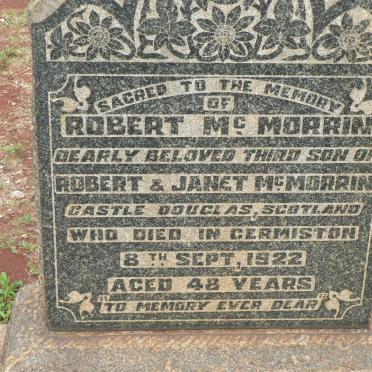 SACRED TO THE MEMORY
OF
ROBERT MC MORRIN
DEARLY BELOVED THIRD SON OF
ROBERT & JANET MCMORRIN
CASTLE DOUGLAS, SCOTLAND
WHO DIED IN GERMISTON
8TH SEPT, 1922
AGED 48 YEARS
"TO MEMORY EVER DEAR"